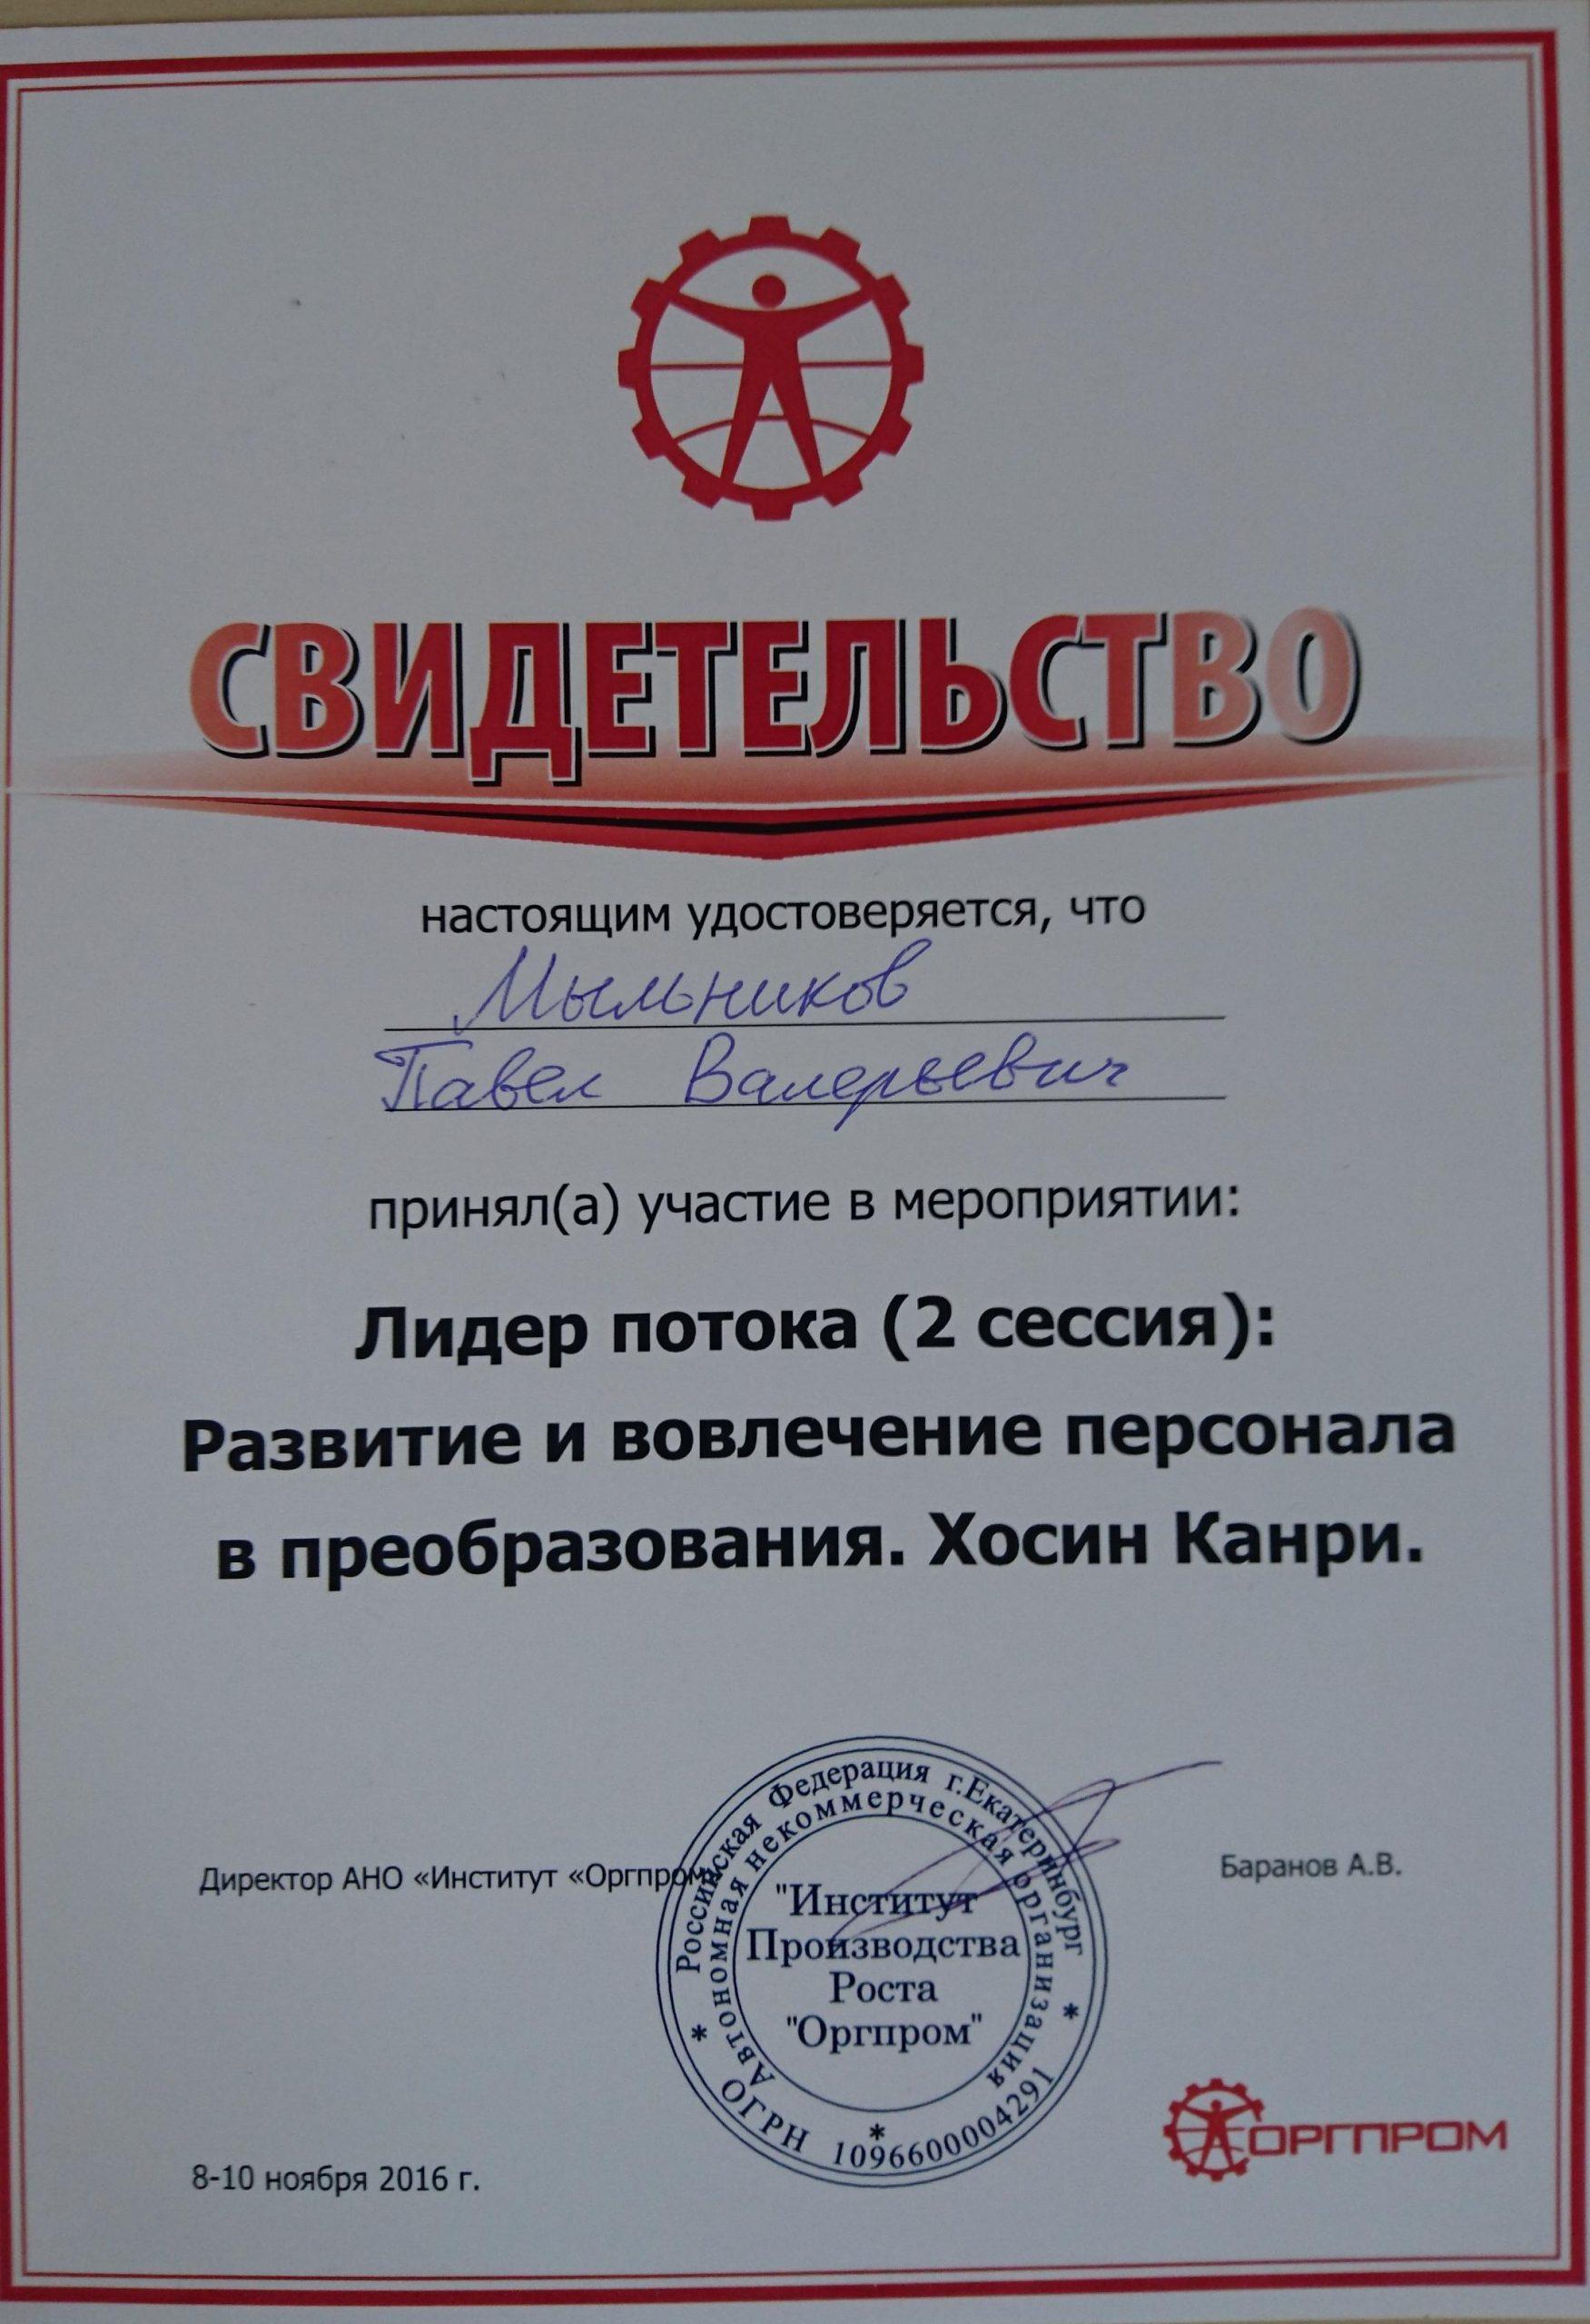 СВИДЕТЕЛЬСТВО
настоящим удостоверяется, что
Мыльников
Павел Валерьевич
принял(а) участие в мероприятии:
Лидер потока (2 сессия):
Развитие и вовлечение персонала
в преобразования. Хосин Канри.
Директор АНО «Институт «Оргпром»
Баранов А.В.
* Российская Федерация г.Екатеринбург *
Автономная некоммерческая организация
"Институт
Производства
Роста
"Оргпром"
*
ОГРН 1096600004291
ОРГПРОМ
8-10 ноября 2016 г.